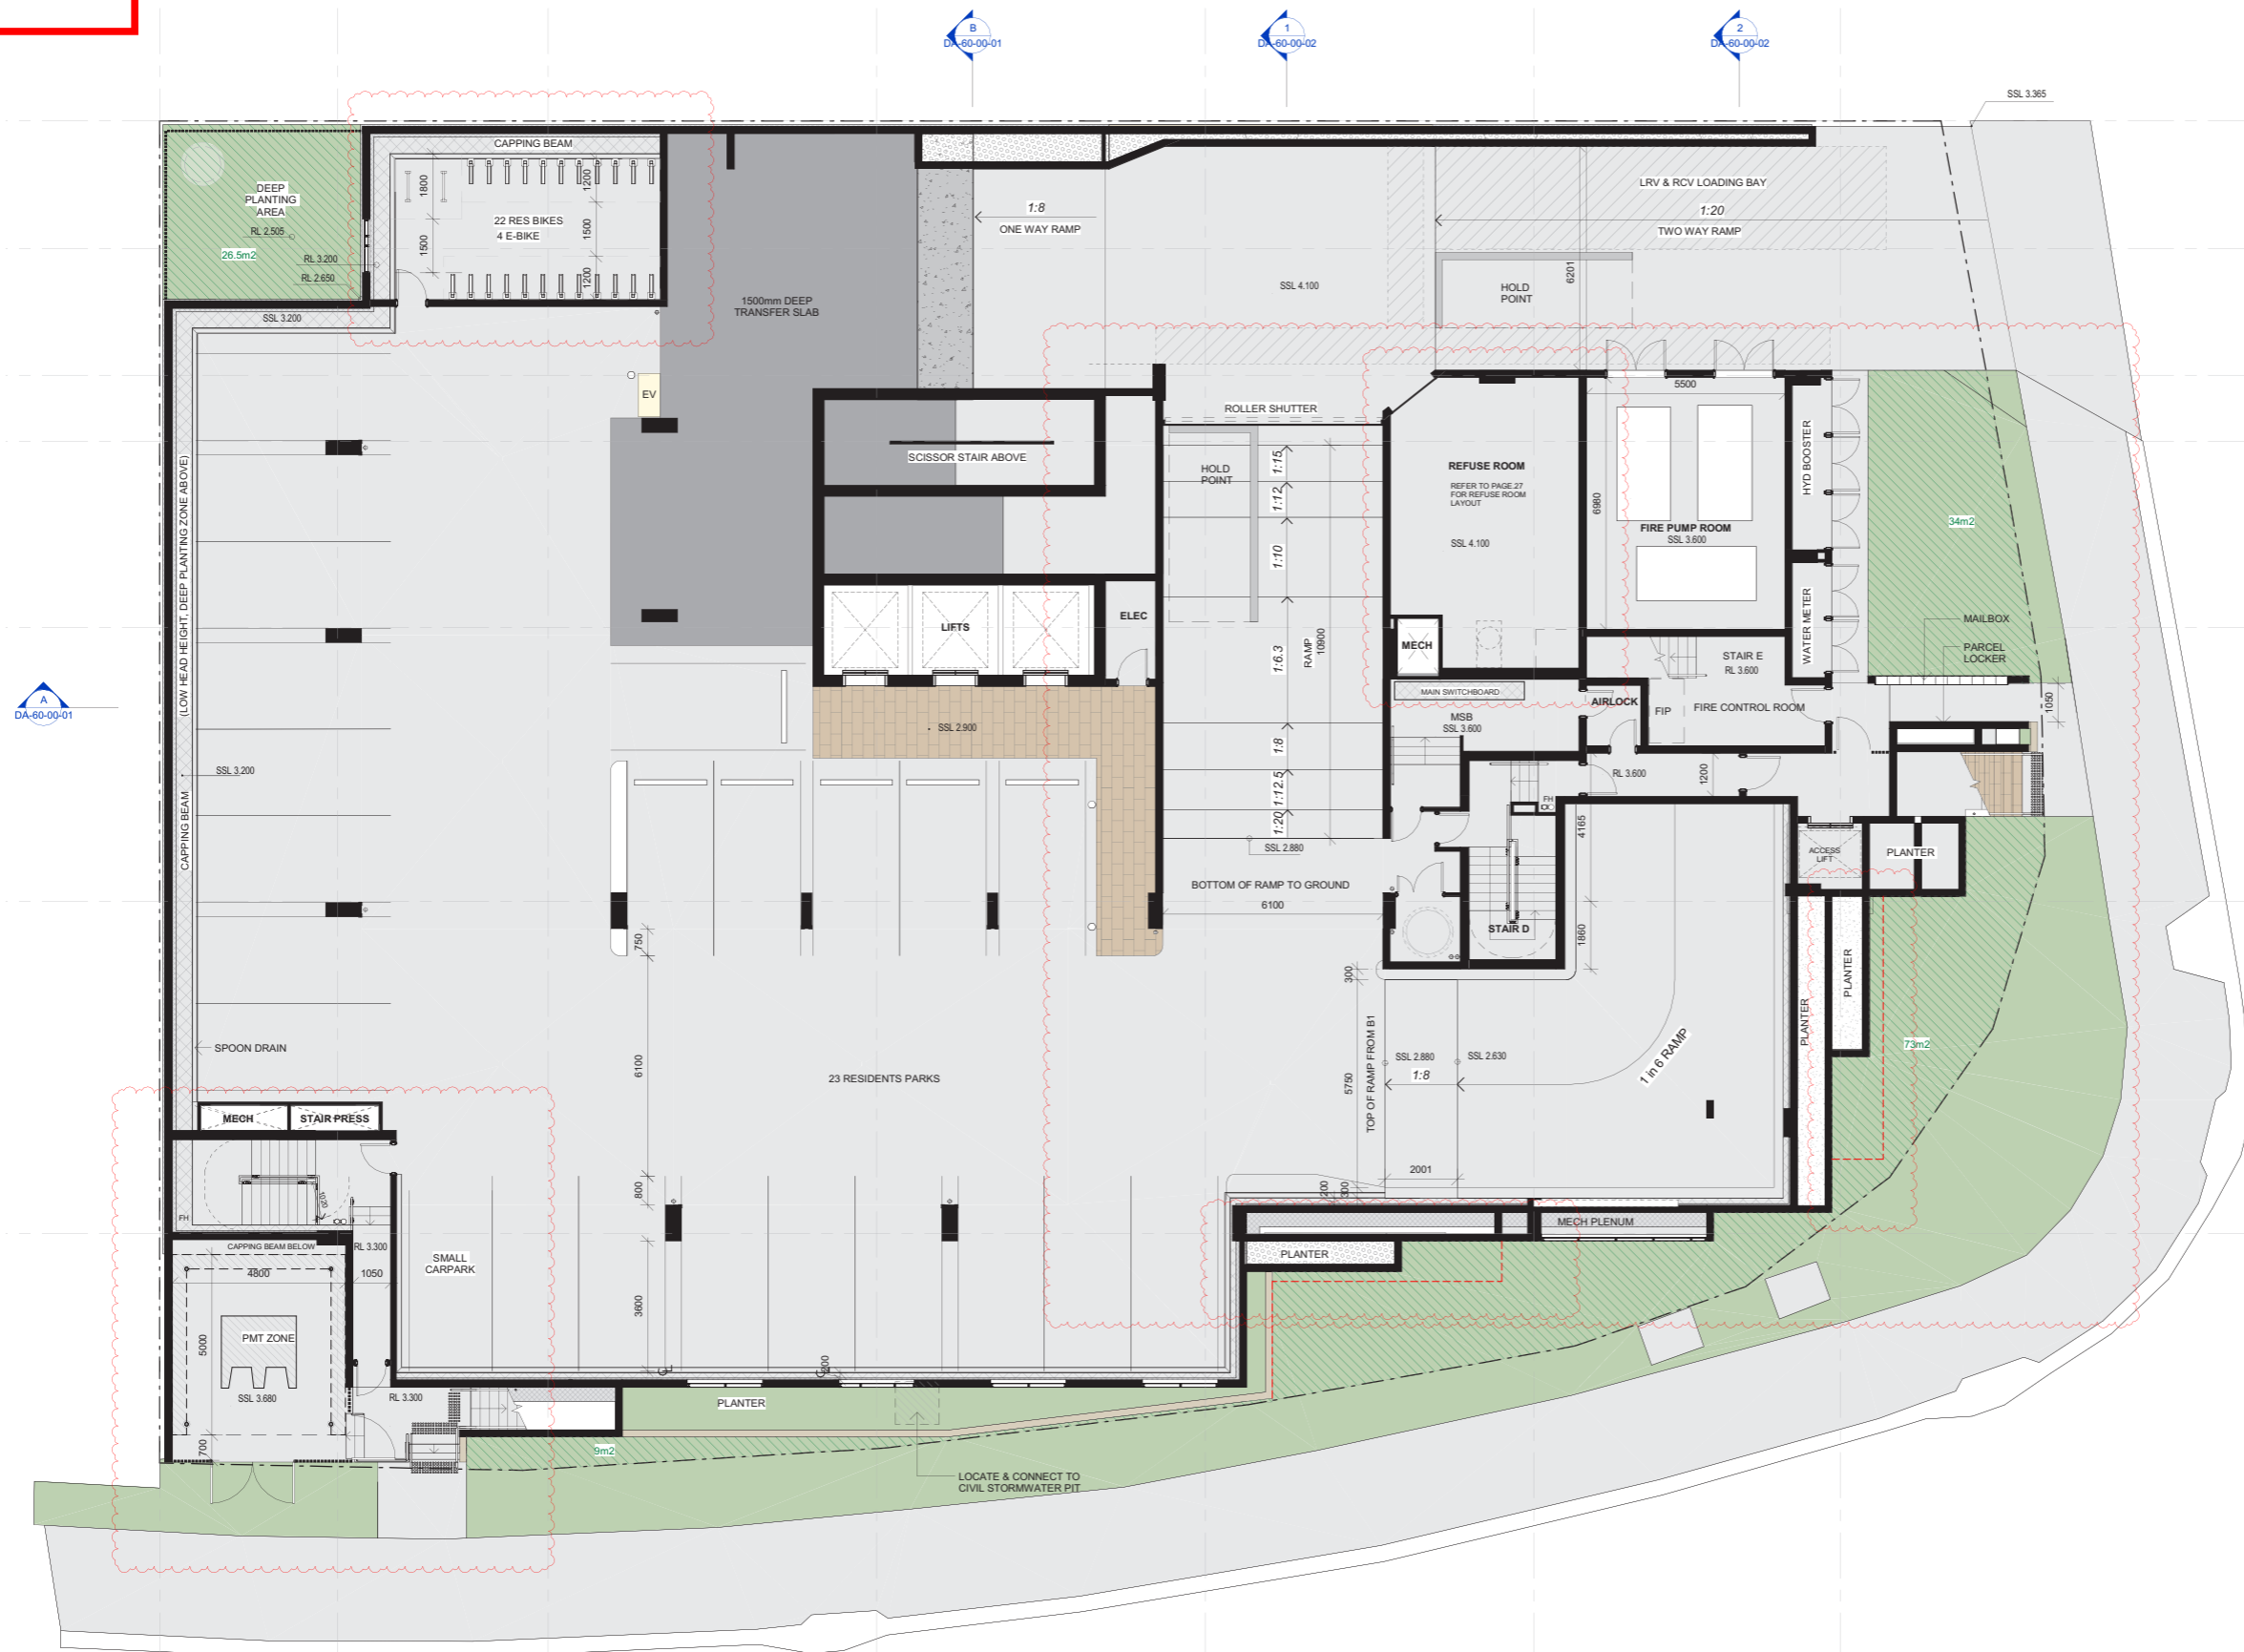 B
DA-60-00-01
1
DA-60-00-02
2
DA-60-00-02
SSL 3.365
CAPPING BEAM
DEEP
PLANTING
AREA
RL 2.505
26.5m2
RL 3.200
RL 2.650
1800
1500
22 RES BIKES
4 E-BIKE
1200
1500
1200
1:8
ONE WAY RAMP
LRV & RCV LOADING BAY
1:20
TWO WAY RAMP
6201
SSL 4.100
HOLD
POINT
1500mm DEEP
TRANSFER SLAB
SSL 3.200
EV
ROLLER SHUTTER
5500
SCISSOR STAIR ABOVE
HOLD
POINT
1:15
1:12
1:10
1:6.3
1:8
1:12.5
1:20
RAMP
10900
REFUSE ROOM
REFER TO PAGE.27
FOR REFUSE ROOM
LAYOUT
SSL 4.100
6980
FIRE PUMP ROOM
SSL 3.600
HYD BOOSTER
WATER METER
34m2
(LOW HEAD HEIGHT, DEEP PLANTING ZONE ABOVE)
CAPPING BEAM
LIFTS
ELEC
MECH
STAIR E
RL 3.600
MAILBOX
PARCEL
LOCKER
1050
A
DA-60-00-01
MAIN SWITCHBOARD
MSB
SSL 3.600
AIRLOCK
FIP
FIRE CONTROL ROOM
SSL 2.900
SSL 3.200
RL 3.600
1200
FH
SSL 2.880
4165
ACCESS
LIFT
PLANTER
BOTTOM OF RAMP TO GROUND
6100
STAIR D
1860
750
300
PLANTER
PLANTER
73m2
SPOON DRAIN
6100
23 RESIDENTS PARKS
5750
TOP OF RAMP FROM B1
SSL 2.880
SSL 2.630
1:8
1 in 6 RAMP
MECH
STAIR PRESS
2001
1020
FH
800
200
300
MECH PLENUM
CAPPING BEAM BELOW
RL 3.300
4800
1050
SMALL
CARPARK
PLANTER
3600
5000
PMT ZONE
SSL 3.680
200
RL 3.300
PLANTER
700
9m2
LOCATE & CONNECT TO
CIVIL STORMWATER PIT